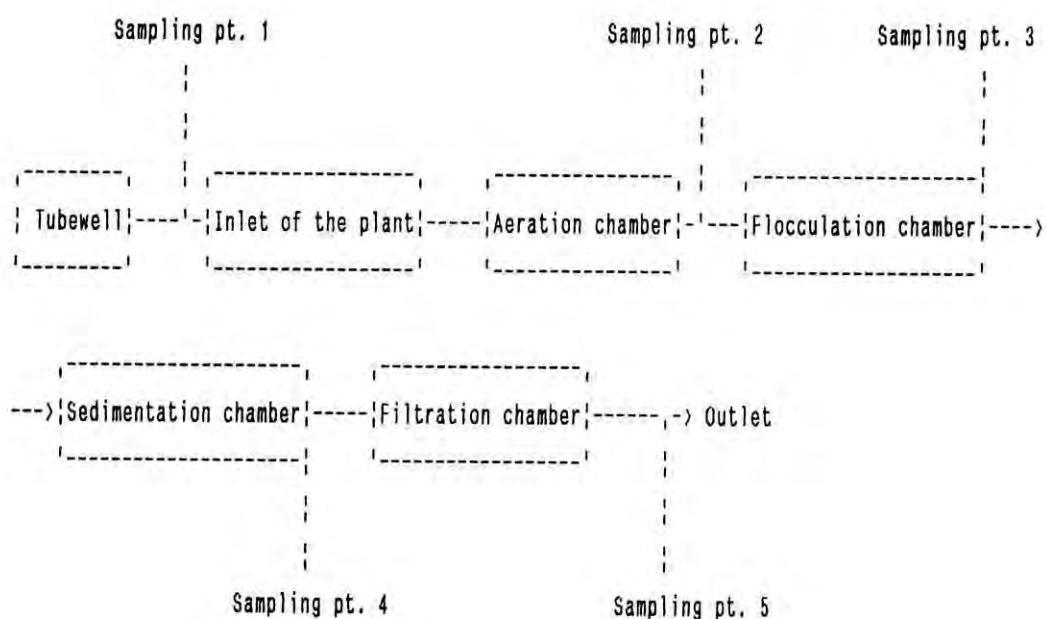 Sampling pt. 1 Sampling pt. 2 Sampling pt. 3
Tubewell Inlet of the plant Aeration chamber Flocculation chamber
Sedimentation chamber Filtration chamber Outlet
Sampling pt. 4 Sampling pt. 5